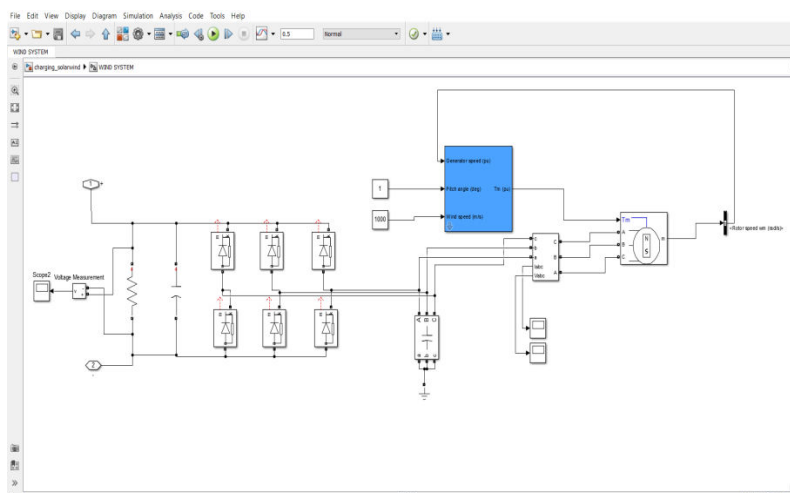 File Edit View Display Diagram Simulation Analysis Code Tools Help
0.5 Normal
WIND SYSTEM
charging_solarwind WIND SYSTEM
Generator speed (pu)
1 Pitch angle (deg) Tm (pu)
1000 Wind speed (m/s)
1 +
Scope2 Voltage Measurement
v
+
-
2
c C
b B
a A
Iabc
Vabc
Tm
A
B
C
m
N
S
<Rotor speed wm (rad/s)>
A B C
a b c